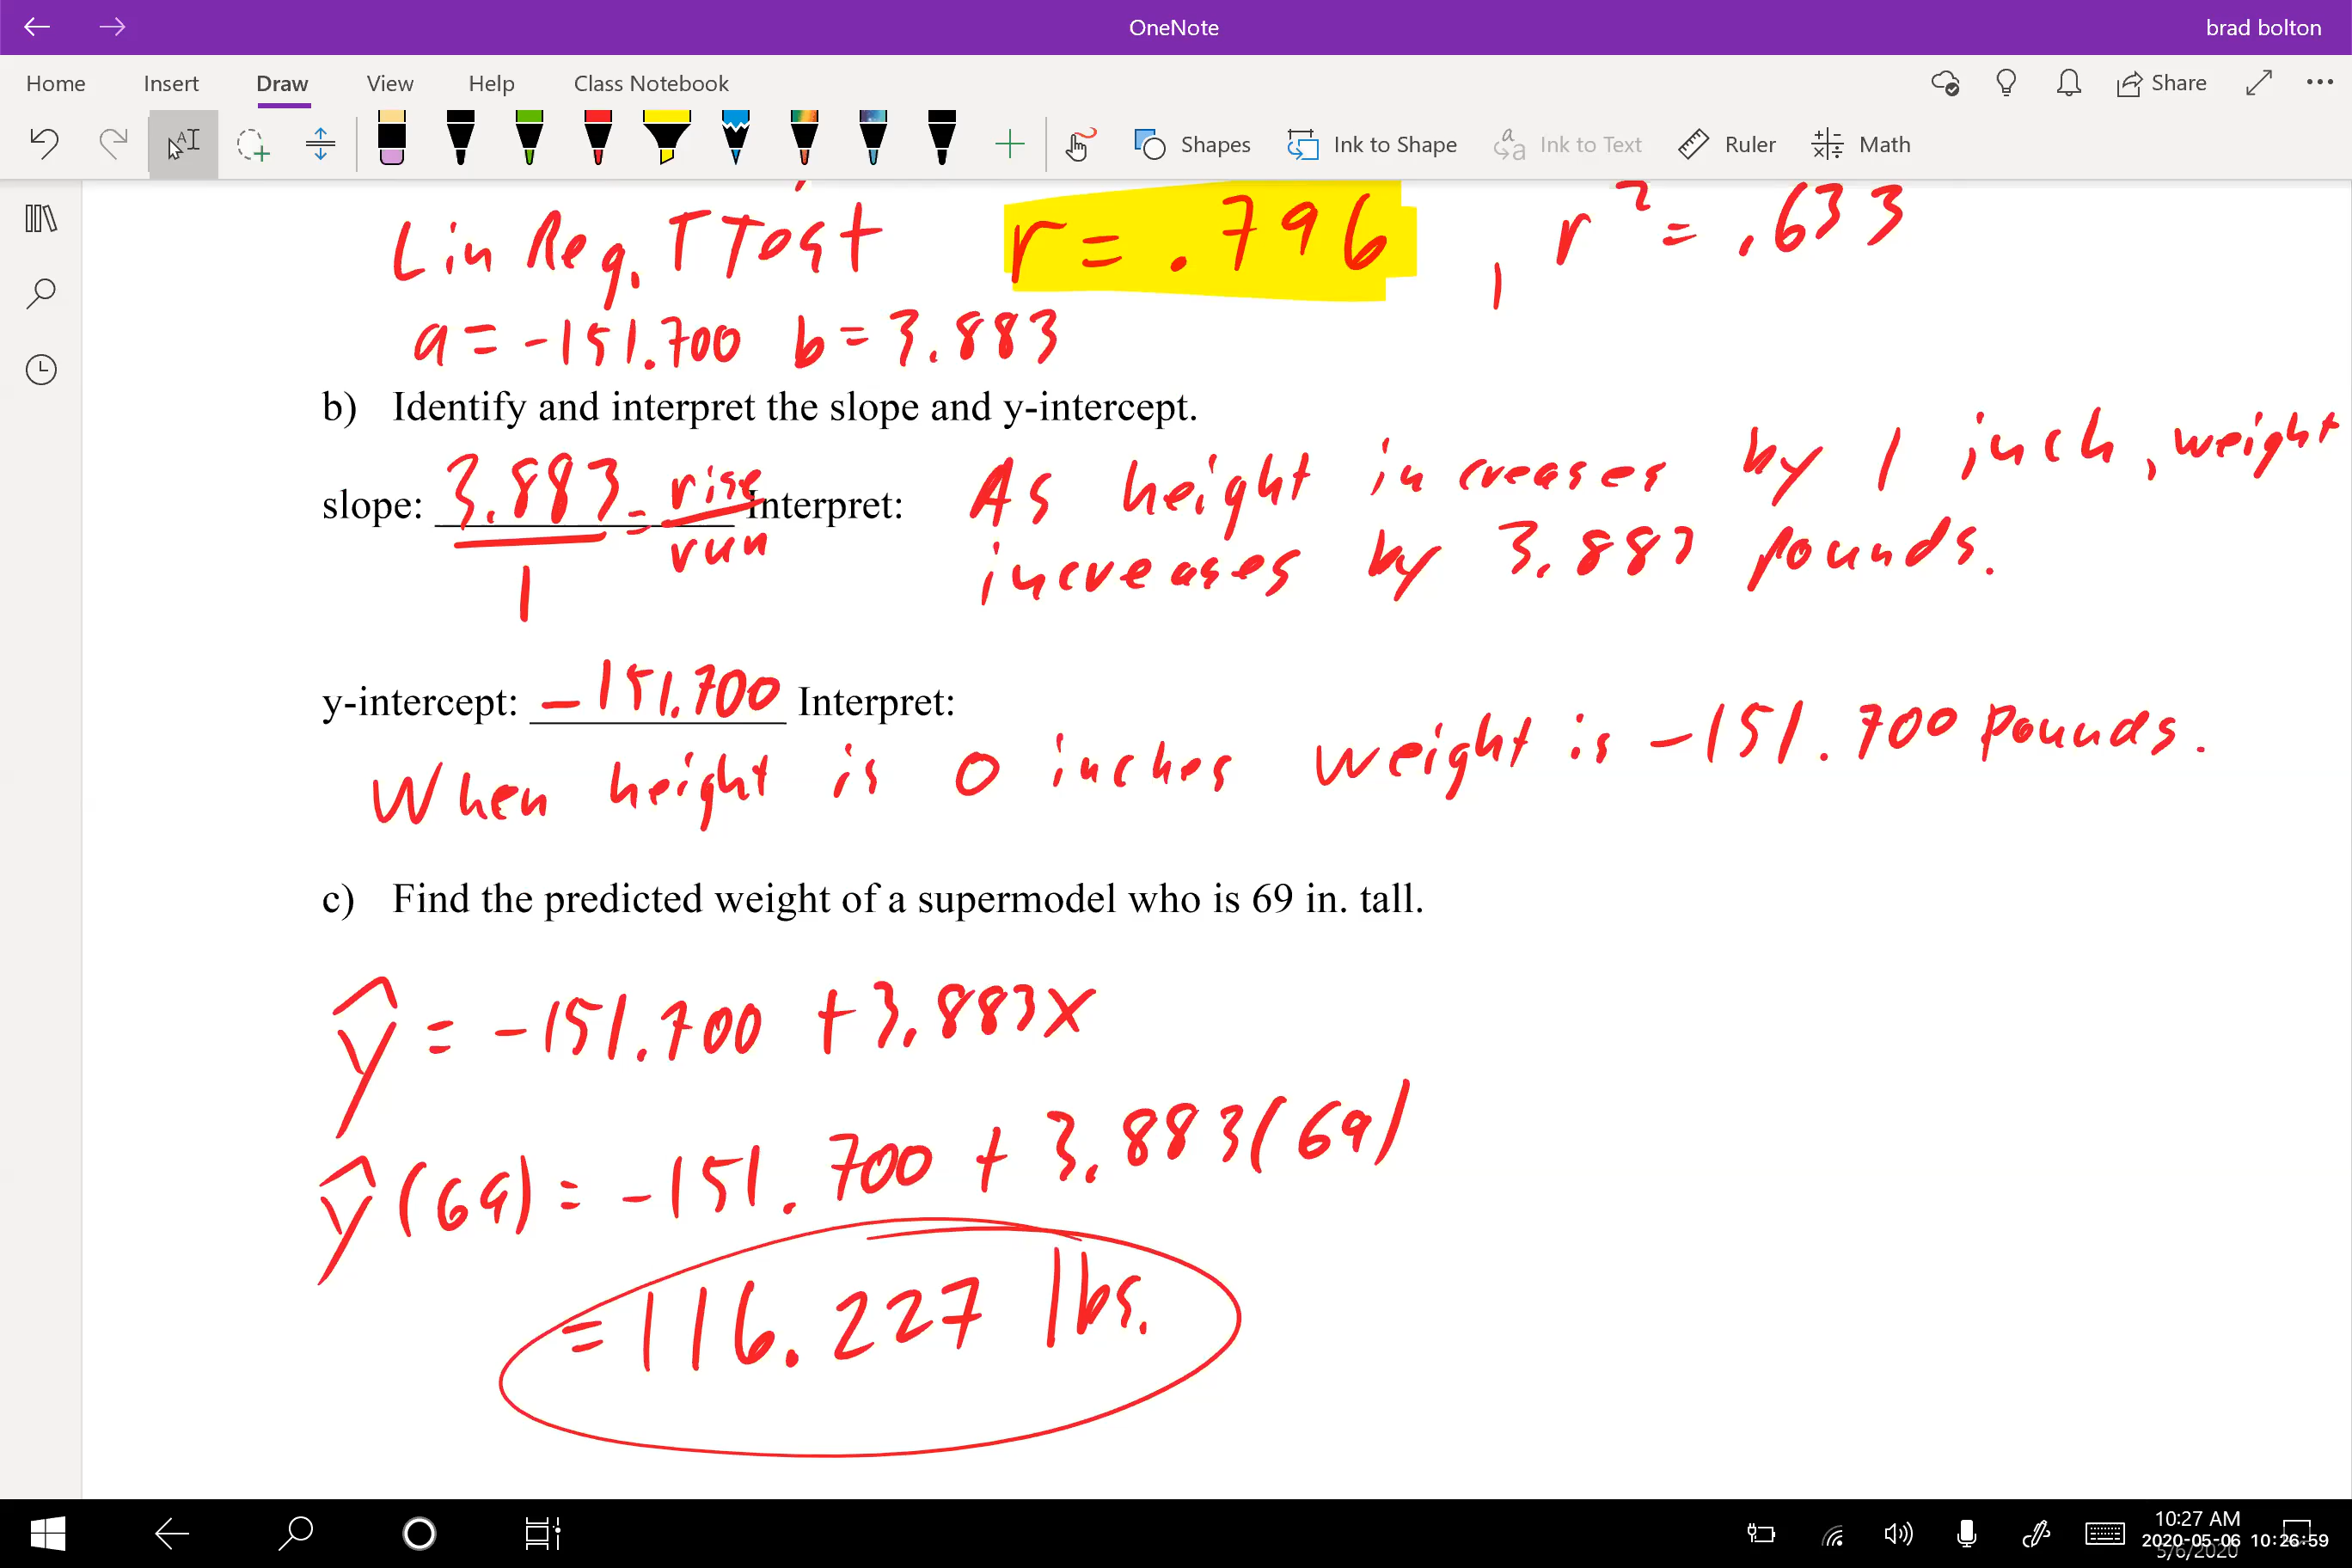 OneNote
brad bolton
Home Insert Draw View Help Class Notebook
Share
Shapes Ink to Shape Ink to Text Ruler Math
Lin Reg. T Test r = .796 , r² = .633
a = -151.700 b = 3.883
b) Identify and interpret the slope and y-intercept.
slope: 3.883/1 = rise/run Interpret: As height increases by 1 inch, weight
increases by 3.883 pounds.
y-intercept: -151.700 Interpret:
When height is 0 inches weight is -151.700 pounds.
c) Find the predicted weight of a supermodel who is 69 in. tall.
ŷ = -151.700 + 3.883x
ŷ(69) = -151.700 + 3.883(69)
= 116.227 lbs.
10:27 AM
2020-05-06 10:26:59
5/6/2020